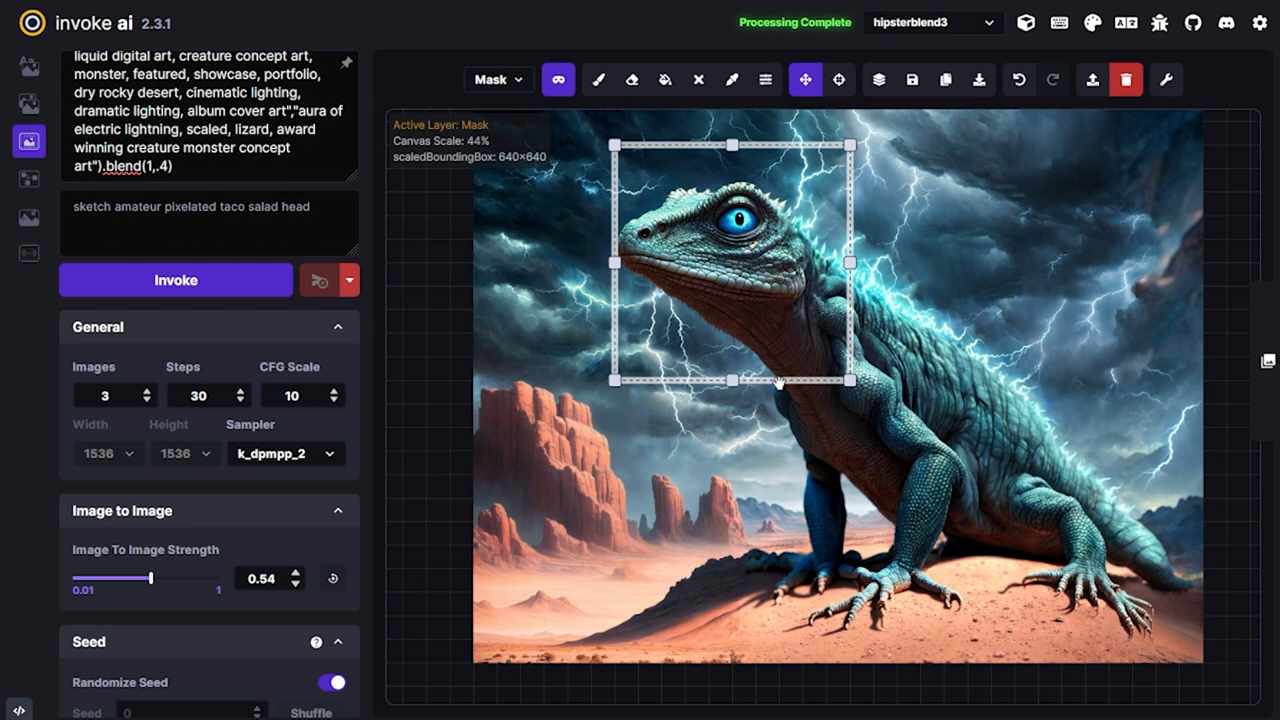 invoke ai 2.3.1
Processing Complete
hipsterblend3
liquid digital art, creature concept art,
monster, featured, showcase, portfolio,
dry rocky desert, cinematic lighting,
dramatic lighting, album cover art","aura of
electric lightning, scaled, lizard, award
winning creature monster concept
art").blend(1,.4)
sketch amateur pixelated taco salad head
Invoke
General
Images Steps CFG Scale
3 30 10
Width Height Sampler
1536 1536 k_dpmpp_2
Image to Image
Image To Image Strength
0.54
0.01 1
Seed
Randomize Seed
Seed 0 Shuffle
Mask
Active Layer: Mask
Canvas Scale: 44%
scaledBoundingBox: 640×640